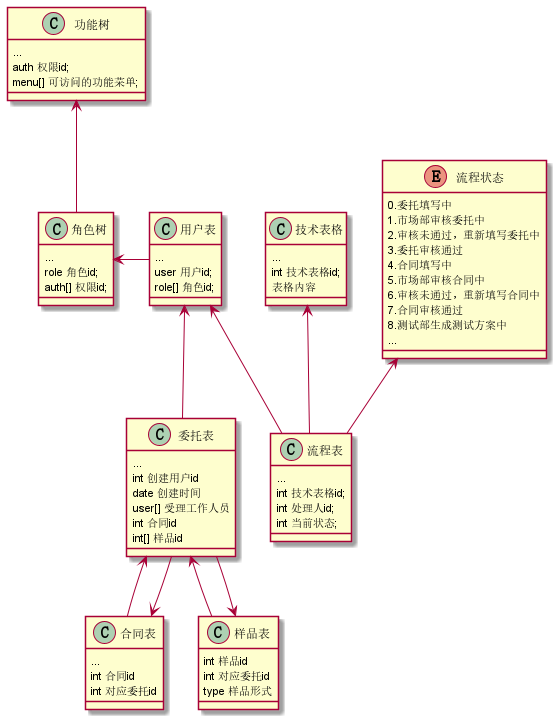 C 功能树
...
auth 权限id;
menu[] 可访问的功能菜单;
E 流程状态
0.委托填写中
1.市场部审核委托中
2.审核未通过，重新填写委托中
3.委托审核通过
4.合同填写中
5.市场部审核合同中
6.审核未通过，重新填写合同中
7.合同审核通过
8.测试部生成测试方案中
...
C 角色树
...
role 角色id;
auth[] 权限id;
C 用户表
...
user 用户id;
role[] 角色id;
C 技术表格
...
int 技术表格id;
表格内容
C 委托表
...
int 创建用户id
date 创建时间
user[] 受理工作人员
int 合同id
int[] 样品id
C 流程表
...
int 技术表格id;
int 处理人id;
int 当前状态;
C 合同表
...
int 合同id
int 对应委托id
C 样品表
int 样品id
int 对应委托id
type 样品形式